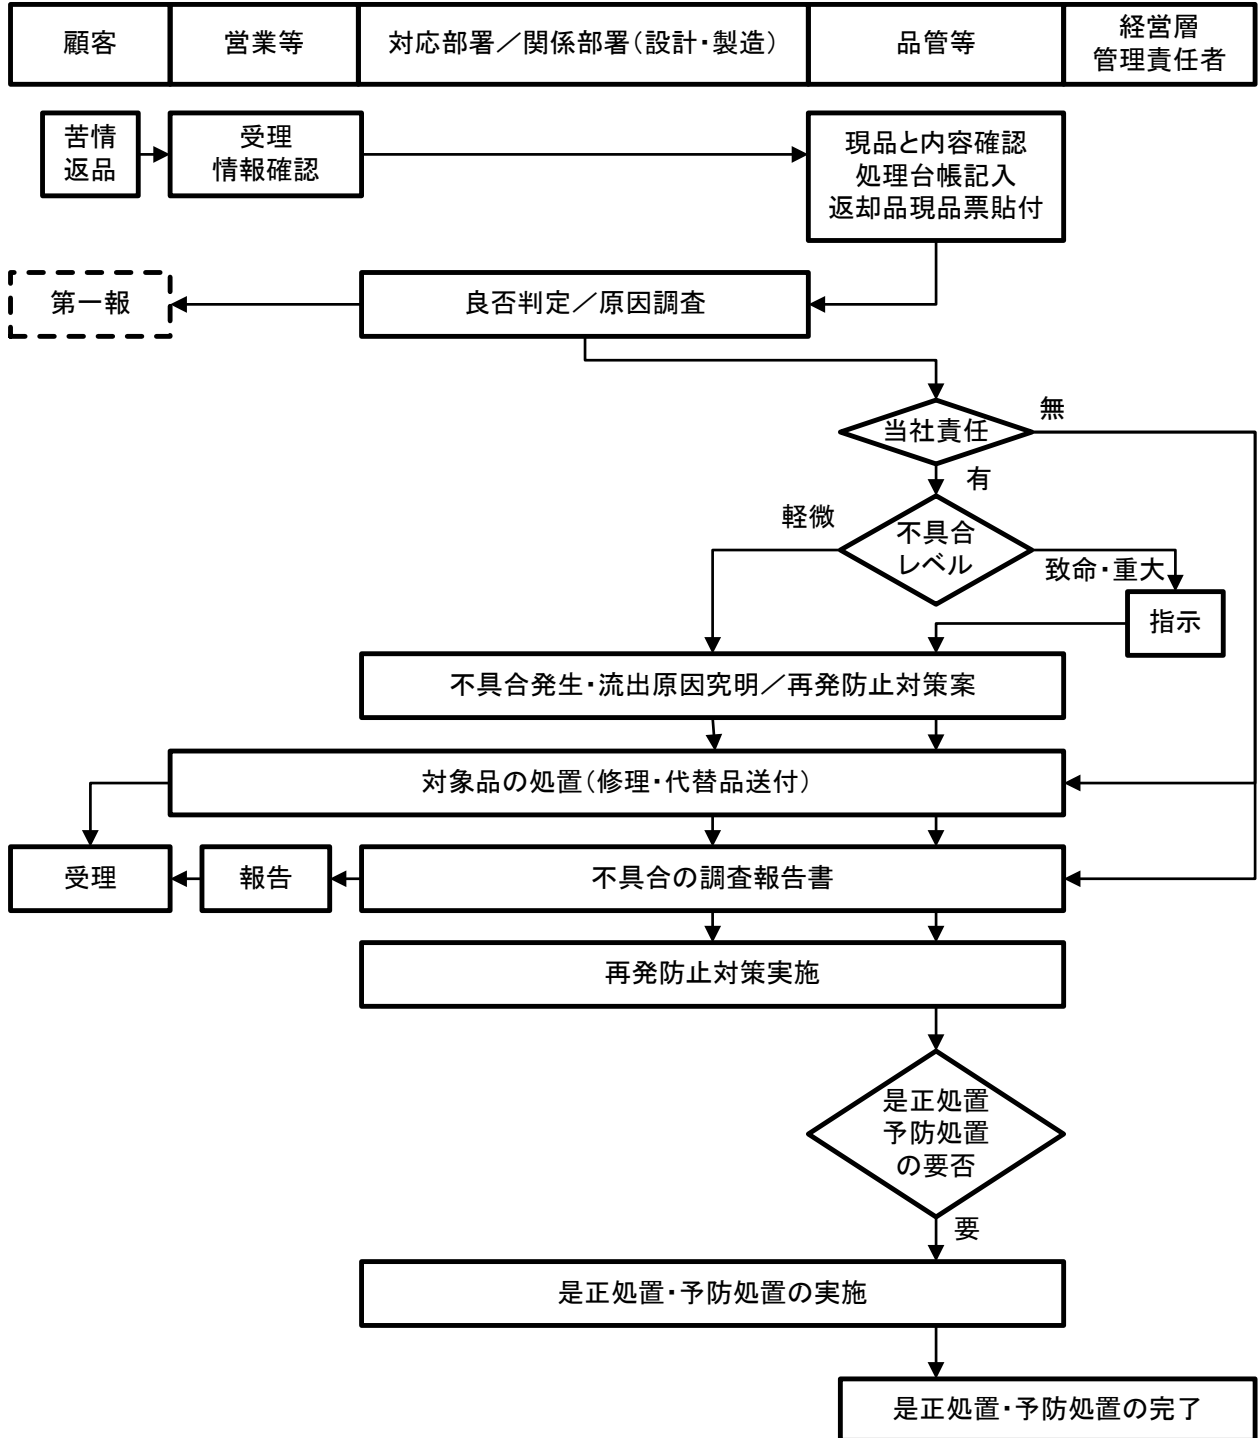 顧客
営業等
対応部署／関係部署（設計・製造）
品管等
経営層
管理責任者
苦情
返品
受理
情報確認
現品と内容確認
処理台帳記入
返却品現品票貼付
第一報
良否判定／原因調査
当社責任
無
有
不具合
レベル
軽微
致命・重大
指示
不具合発生・流出原因究明／再発防止対策案
対象品の処置（修理・代替品送付）
受理
報告
不具合の調査報告書
再発防止対策実施
是正処置
予防処置
の要否
要
是正処置・予防処置の実施
是正処置・予防処置の完了